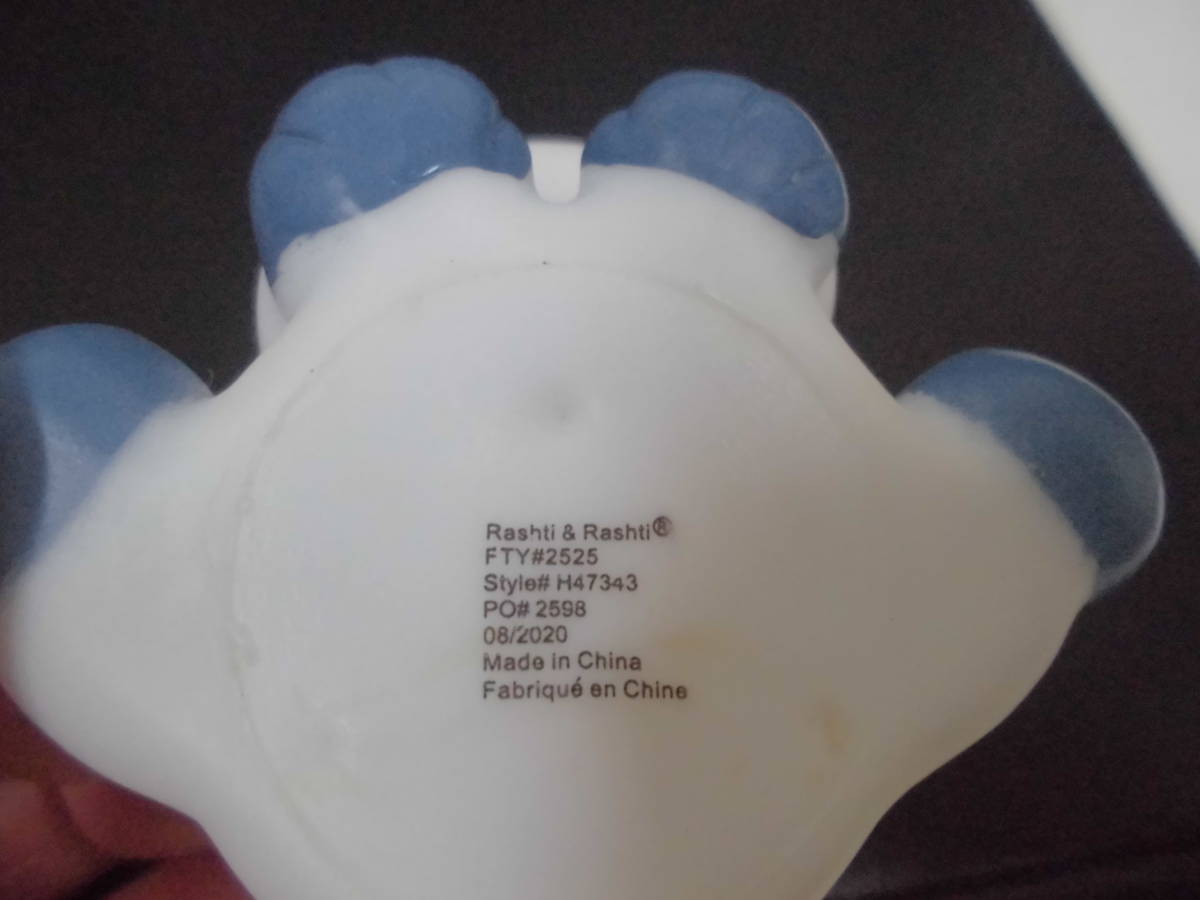 Rashti & Rashti®
FTY#2525
Style# H47343
PO# 2598
08/2020
Made in China
Fabriqué en Chine